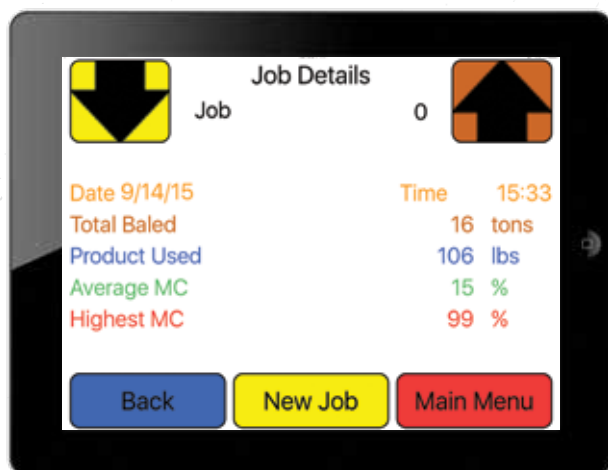 Job Details
Job 0
Date 9/14/15 Time 15:33
Total Baled 16 tons
Product Used 106 lbs
Average MC 15 %
Highest MC 99 %
Back New Job Main Menu